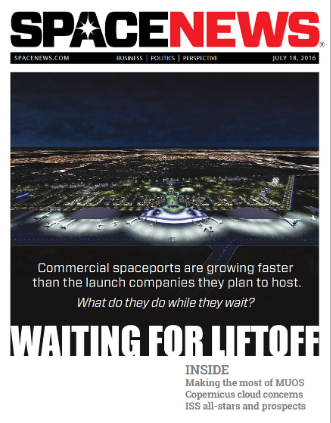 SPACENEWS®
SPACENEWS.COM BUSINESS | POLITICS | PERSPECTIVE JULY 18, 2016
Commercial spaceports are growing faster
than the launch companies they plan to host.
What do they do while they wait?
WAITING FOR LIFTOFF
INSIDE
Making the most of MUOS
Copernicus cloud concerns
ISS all-stars and prospects